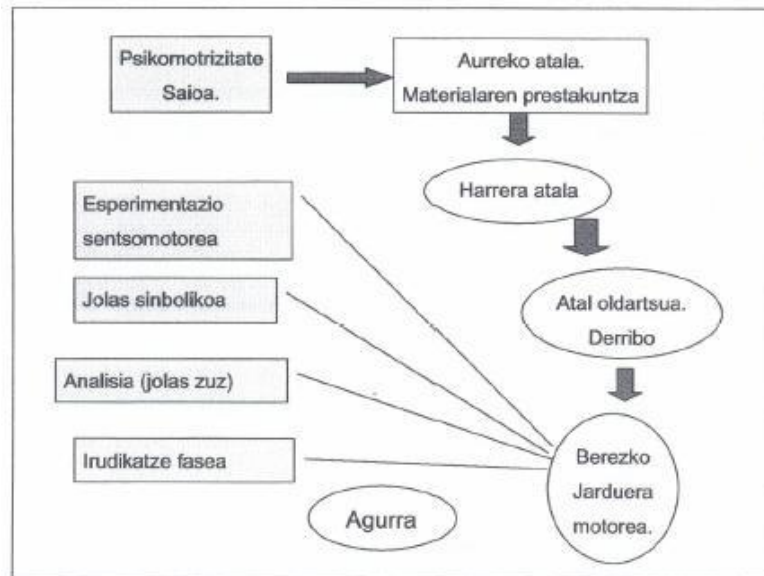 Psikomotrizitate
Saioa.
Aurreko atala.
Materialaren prestakuntza
Harrera atala
Esperimentazio
sentsomotorea
Jolas sinbolikoa
Atal oldartsua.
Derribo
Analisia (jolas zuz)
Irudikatze fasea
Berezko
Jarduera
motorea.
Agurra